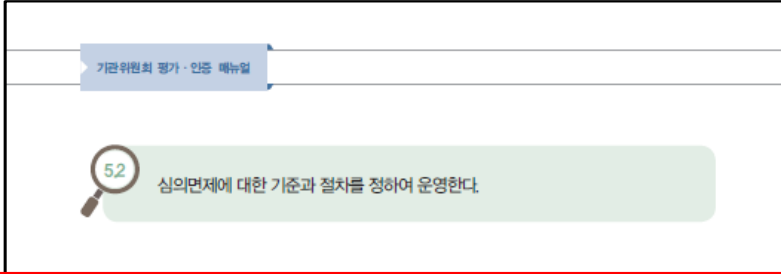 기관위원회 평가 · 인증 매뉴얼
5.2
심의면제에 대한 기준과 절차를 정하여 운영한다.